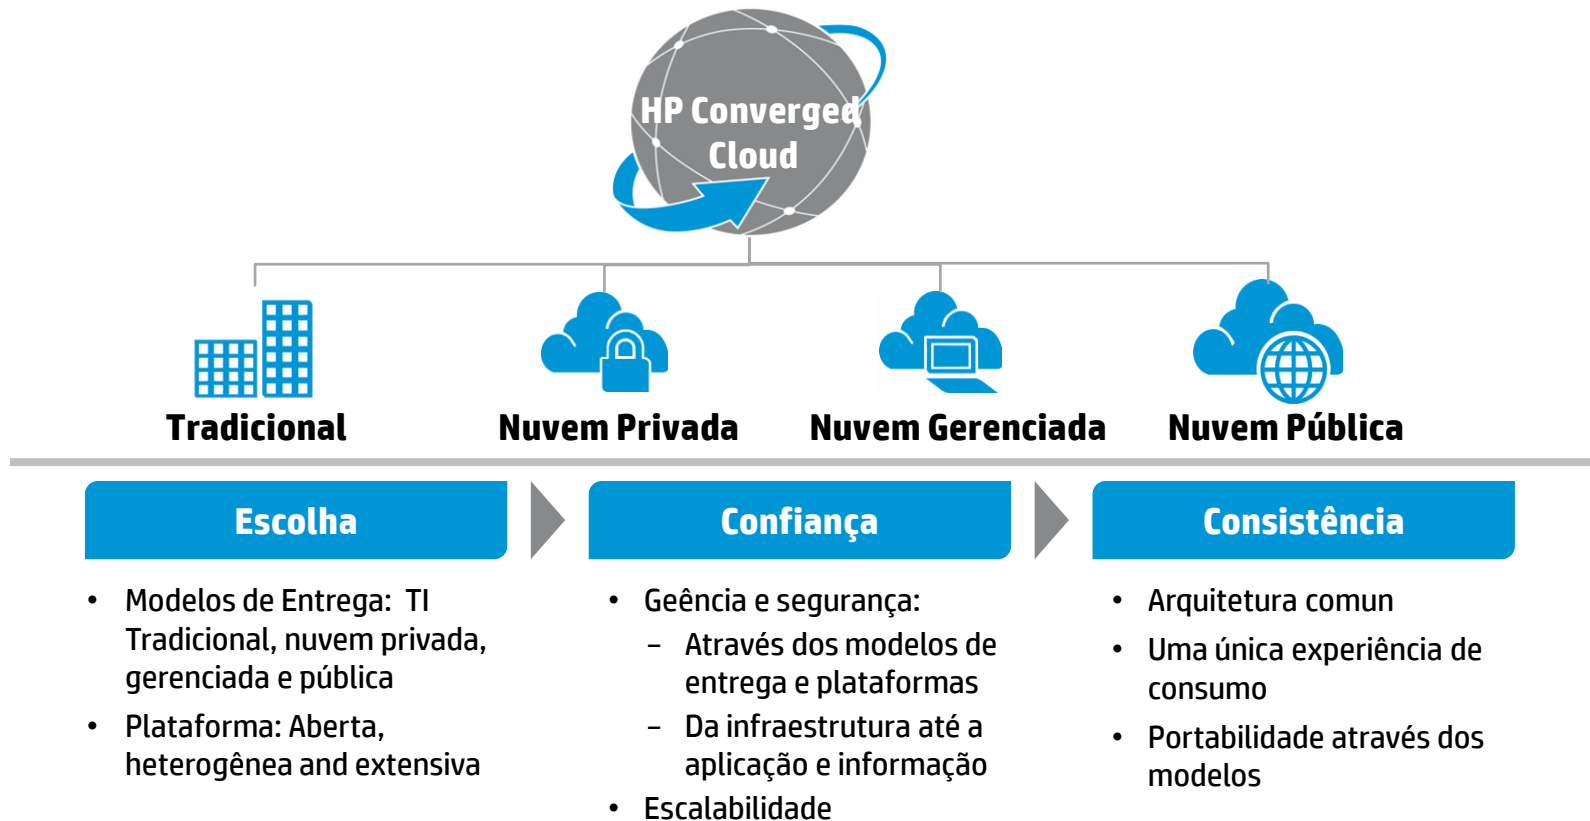 HP Converged
Cloud
Tradicional
Nuvem Privada
Nuvem Gerenciada
Nuvem Pública
Escolha
• Modelos de Entrega: TI
Tradicional, nuvem privada,
gerenciada e pública
• Plataforma: Aberta,
heterogênea and extensiva
Confiança
• Geência e segurança:
– Através dos modelos de
entrega e plataformas
– Da infraestrutura até a
aplicação e informação
• Escalabilidade
Consistência
• Arquitetura comun
• Uma única experiência de
consumo
• Portabilidade através dos
modelos